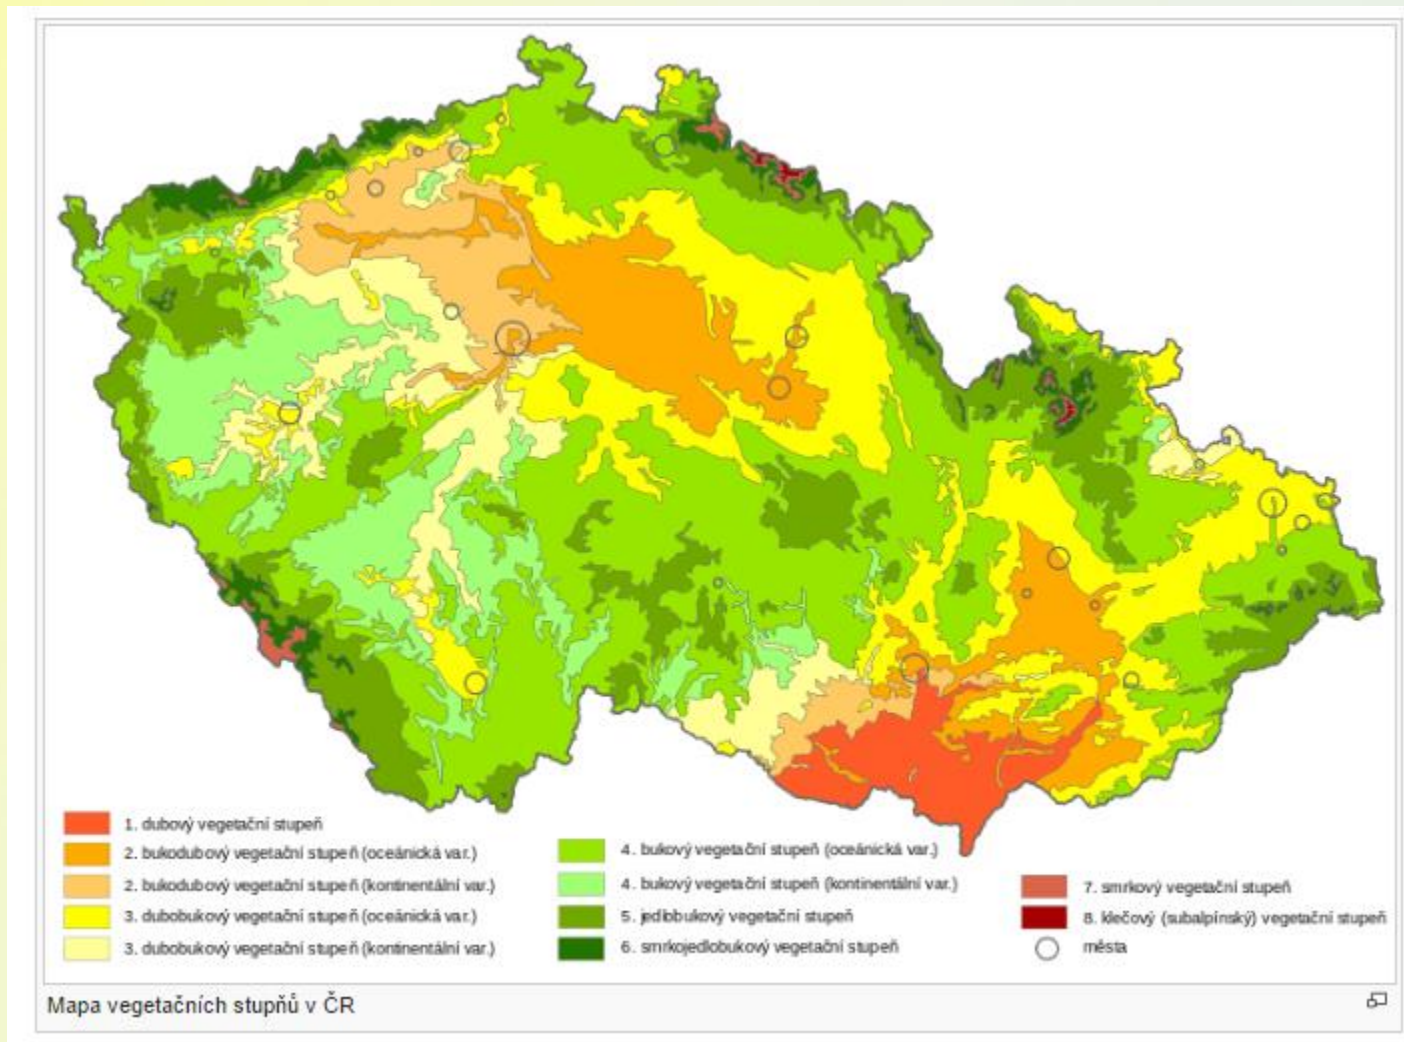 1. dubový vegetační stupeň
2. bukodubový vegetační stupeň (oceánická var.)
2. bukodubový vegetační stupeň (kontinentální var.)
3. dubobukový vegetační stupeň (oceánická var.)
3. dubobukový vegetační stupeň (kontinentální var.)
4. bukový vegetační stupeň (oceánická var.)
4. bukový vegetační stupeň (kontinentální var.)
5. jedlobukový vegetační stupeň
6. smrkojedlobukový vegetační stupeň
7. smrkový vegetační stupeň
8. klečový (subalpínský) vegetační stupeň
města
Mapa vegetačních stupňů v ČR